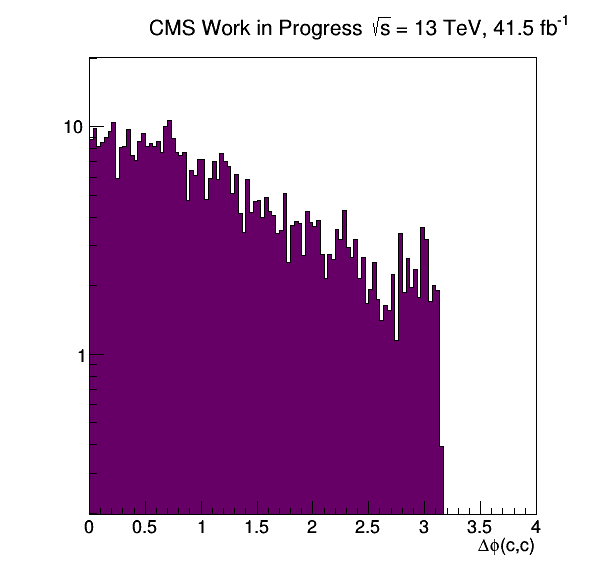 CMS Work in Progress √s = 13 TeV, 41.5 fb⁻¹
10
1
0 0.5 1 1.5 2 2.5 3 3.5 4
Δϕ(c,c)